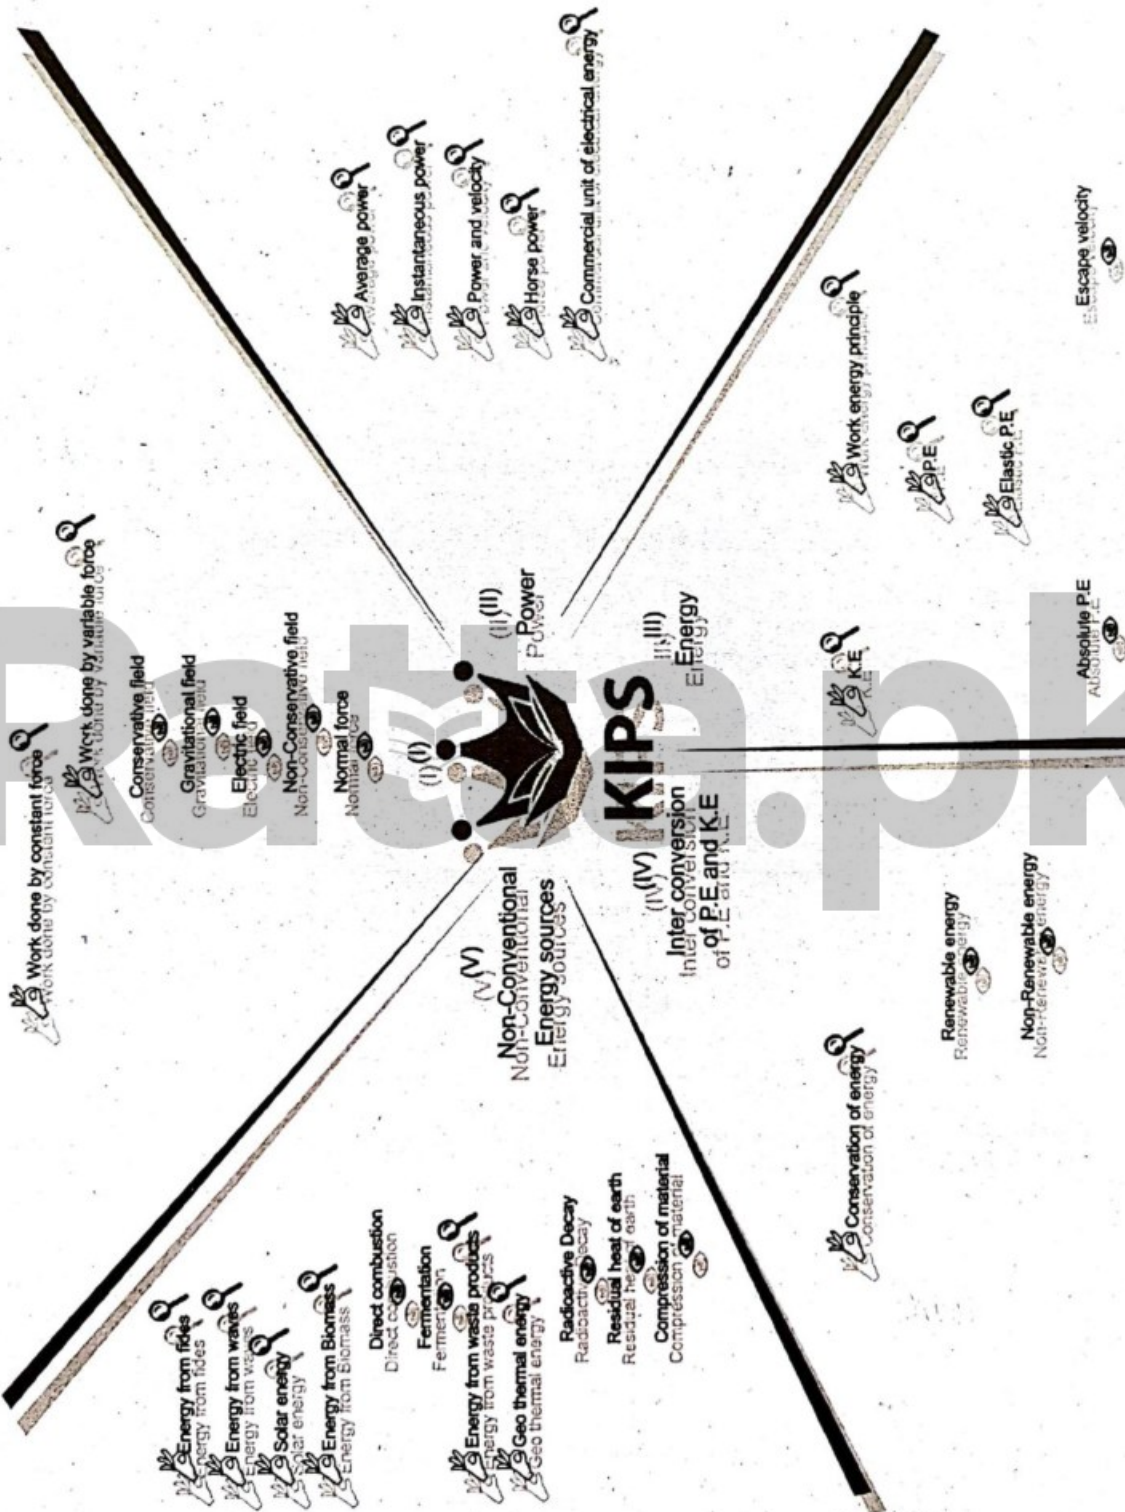 Work done by constant force
Work done by variable force
Conservative field
Gravitational field
Electric field
Non-Conservative field
Normal force
(I)
(II)
Power
Average power
Instantaneous power
Power and velocity
Horse power
Commercial unit of electrical energy
(III)
Energy
K.E
Work energy principle
P.E
Elastic P.E
Absolute P.E
Escape velocity
(IV)
Inter conversion
of P.E and K.E
Conservation of energy
Renewable energy
Non-Renewable energy
(V)
Non-Conventional
Energy sources
Energy from fides
Energy from waves
Solar energy
Energy from Biomass
Direct combustion
Fermentation
Energy from waste products
Geo thermal energy
Radioactive Decay
Residual heat of earth
Compression of material
KIPS
Ratta.pk